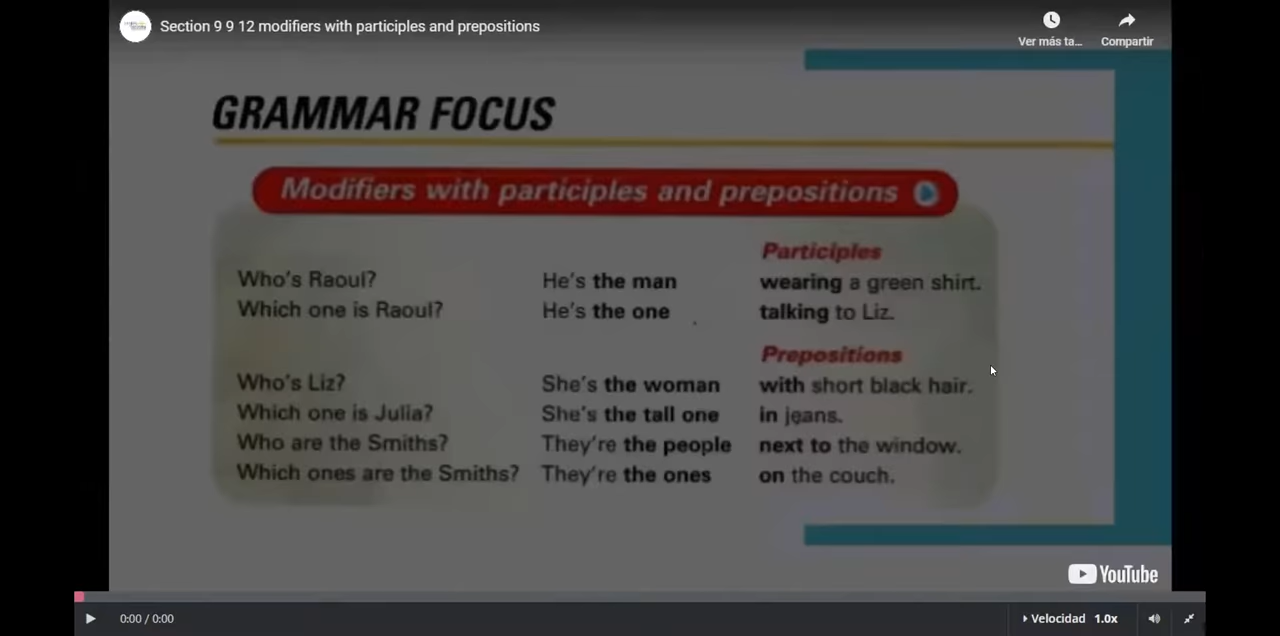 Section 9 9 12 modifiers with participles and prepositions
Ver más ta...
Compartir
GRAMMAR FOCUS
Modifiers with participles and prepositions
Participles
Who's Raoul? He's the man wearing a green shirt.
Which one is Raoul? He's the one talking to Liz.
Prepositions
Who's Liz? She's the woman with short black hair.
Which one is Julia? She's the tall one in jeans.
Who are the Smiths? They're the people next to the window.
Which ones are the Smiths? They're the ones on the couch.
YouTube
0:00 / 0:00
Velocidad 1.0x